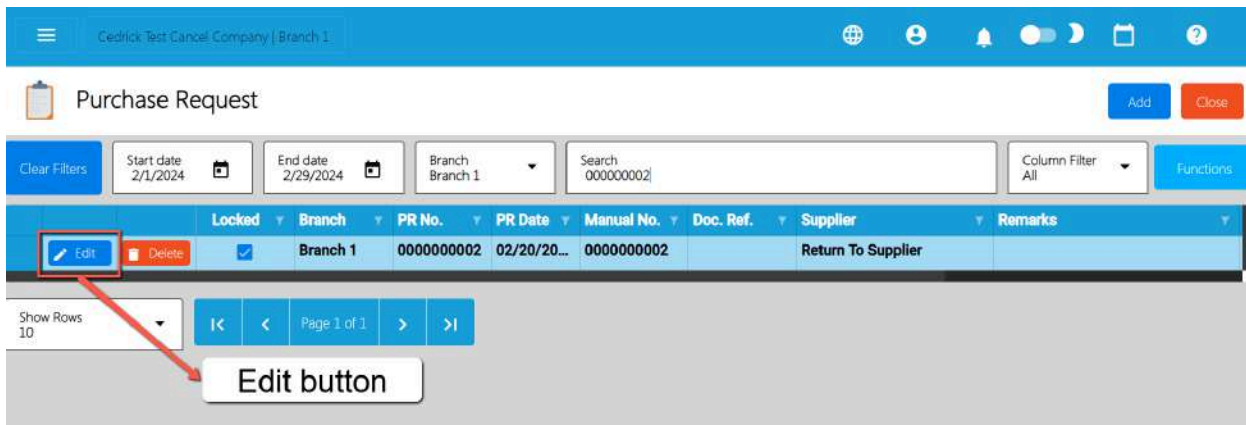 Cedrick Test Cancel Company | Branch 1
Purchase Request
Add
Close
Clear Filters
Start date
2/1/2024
End date
2/29/2024
Branch
Branch 1
Search
000000002
Column Filter
All
Functions
Locked Branch PR No. PR Date Manual No. Doc. Ref. Supplier Remarks
Edit Delete Branch 1 0000000002 02/20/20... 0000000002 Return To Supplier
Show Rows
10
Page 1 of 1
Edit button